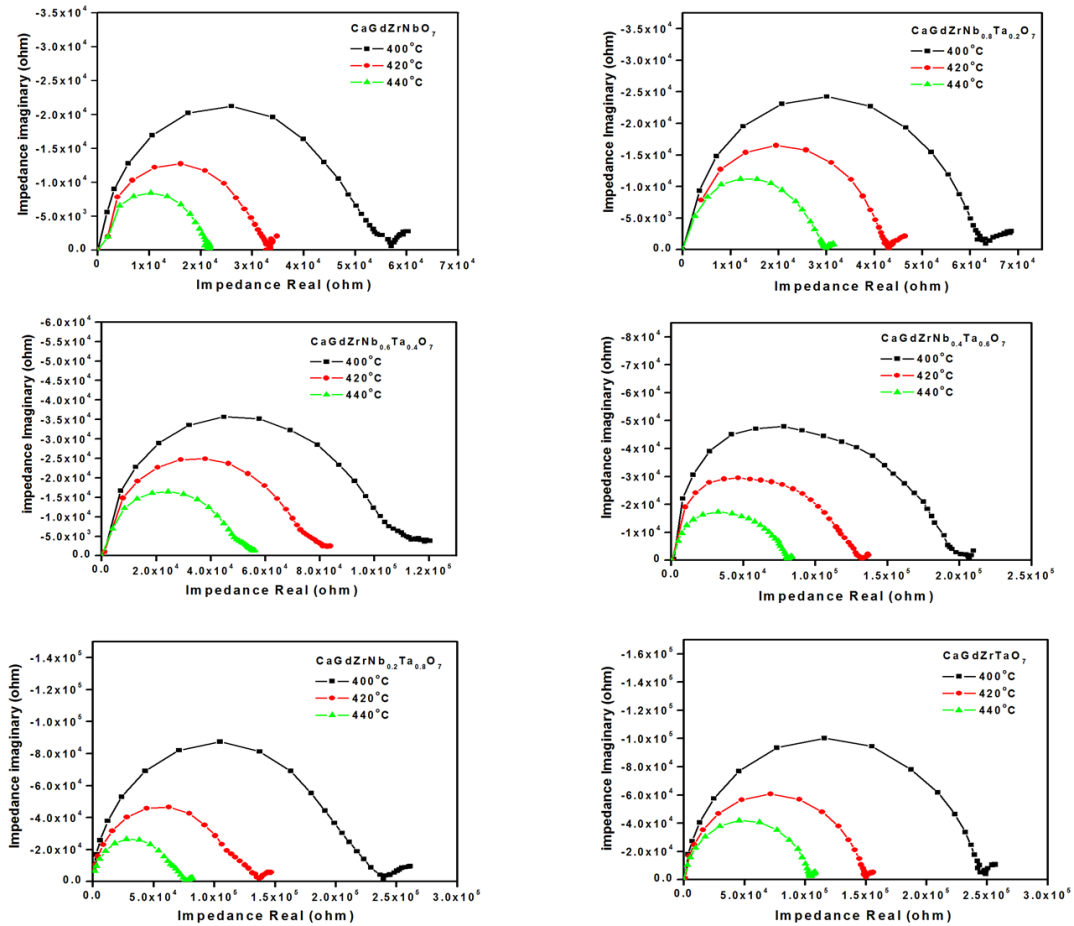 CaGdZrNbO7
400°C
420°C
440°C
-3.5x10^4
-3.0x10^4
-2.5x10^4
-2.0x10^4
-1.5x10^4
-1.0x10^4
-5.0x10^3
0.0
Impedance imaginary (ohm)
0 1x10^4 2x10^4 3x10^4 4x10^4 5x10^4 6x10^4 7x10^4
Impedance Real (ohm)
CaGdZrNb0.8Ta0.2O7
400°C
420°C
440°C
-3.5x10^4
-3.0x10^4
-2.5x10^4
-2.0x10^4
-1.5x10^4
-1.0x10^4
-5.0x10^3
0.0
Impedance Imaginary (ohm)
0 1x10^4 2x10^4 3x10^4 4x10^4 5x10^4 6x10^4 7x10^4
Impedance Real (ohm)
CaGdZrNb0.6Ta0.4O7
400°C
420°C
440°C
-6.0x10^4
-5.5x10^4
-5.0x10^4
-4.5x10^4
-4.0x10^4
-3.5x10^4
-3.0x10^4
-2.5x10^4
-2.0x10^4
-1.5x10^4
-1.0x10^4
-5.0x10^3
0.0
impedance Imaginary (ohm)
0.0 2.0x10^4 4.0x10^4 6.0x10^4 8.0x10^4 1.0x10^5 1.2x10^5
Impedance Real (ohm)
CaGdZrNb0.4Ta0.6O7
400°C
420°C
440°C
-8x10^4
-7x10^4
-6x10^4
-5x10^4
-4x10^4
-3x10^4
-2x10^4
-1x10^4
0
impedance Imaginary (ohm)
0.0 5.0x10^4 1.0x10^5 1.5x10^5 2.0x10^5 2.5x10^5
Impedance Real (ohm)
CaGdZrNb0.2Ta0.8O7
400°C
420°C
440°C
-1.4x10^5
-1.2x10^5
-1.0x10^5
-8.0x10^4
-6.0x10^4
-4.0x10^4
-2.0x10^4
0.0
impedance imaginary (ohm)
0.0 5.0x10^4 1.0x10^5 1.5x10^5 2.0x10^5 2.5x10^5 3.0x10^5
Impedance Real (ohm)
CaGdZrTaO7
400°C
420°C
440°C
-1.6x10^5
-1.4x10^5
-1.2x10^5
-1.0x10^5
-8.0x10^4
-6.0x10^4
-4.0x10^4
-2.0x10^4
0.0
Impedance Imaginary (ohm)
0.0 5.0x10^4 1.0x10^5 1.5x10^5 2.0x10^5 2.5x10^5 3.0x10^5
Impedance Real (ohm)